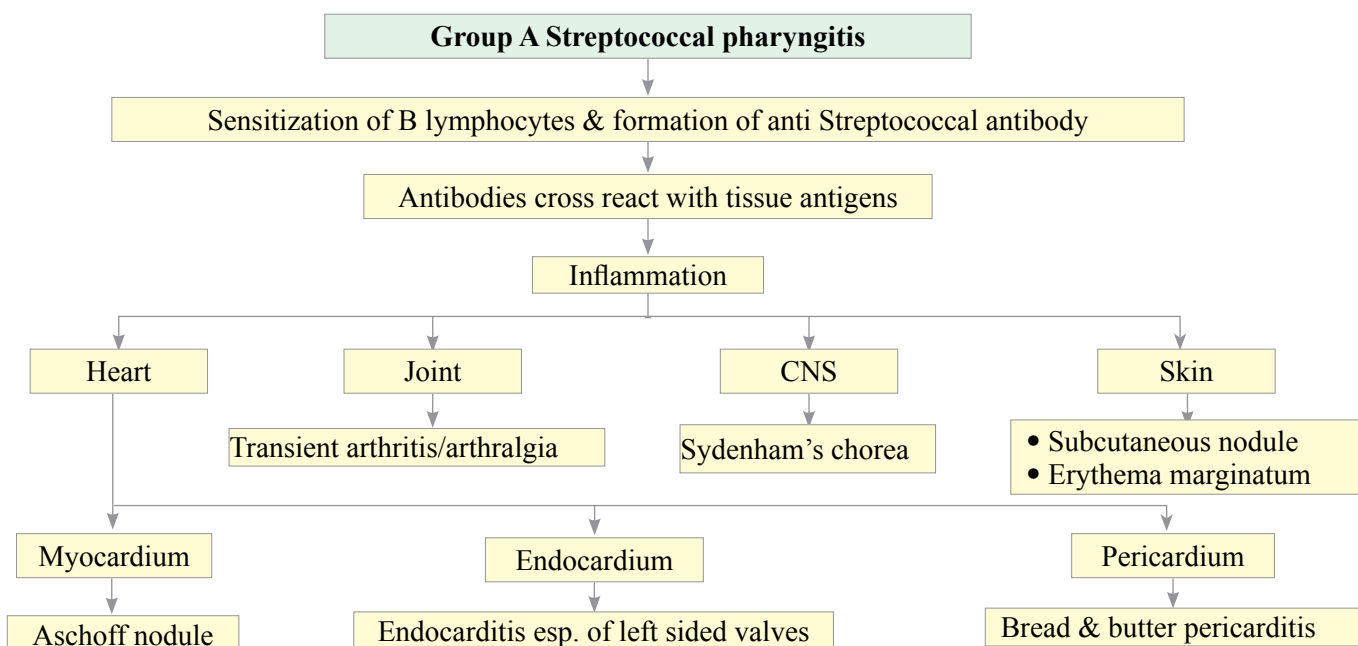 Group A Streptococcal pharyngitis
Sensitization of B lymphocytes & formation of anti Streptococcal antibody
Antibodies cross react with tissue antigens
Inflammation
Heart
Joint
CNS
Skin
Transient arthritis/arthralgia
Sydenham’s chorea
• Subcutaneous nodule
• Erythema marginatum
Myocardium
Endocardium
Pericardium
Aschoff nodule
Endocarditis esp. of left sided valves
Bread & butter pericarditis